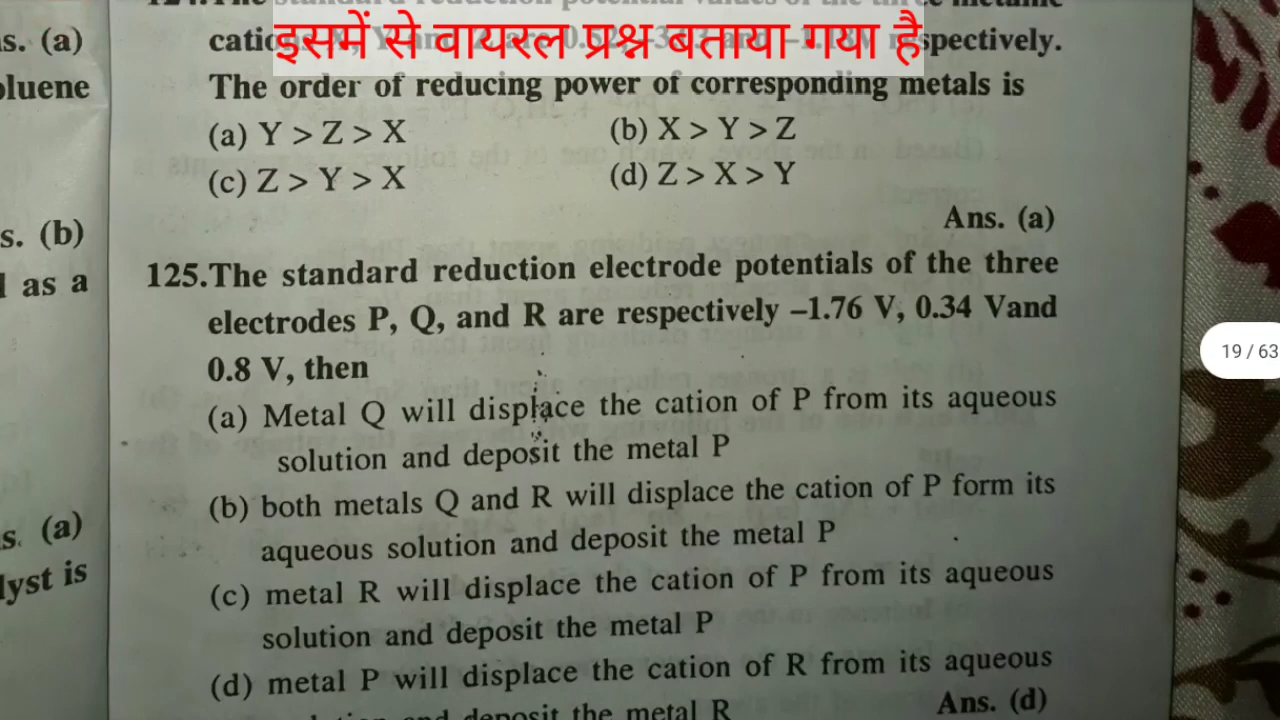 इसमें से वायरल प्रश्न बताया गया है
s. (a)
luene
s. (b)
as a
s. (a)
lyst is
spectively.
The order of reducing power of corresponding metals is
(a) Y > Z > X
(b) X > Y > Z
(c) Z > Y > X
(d) Z > X > Y
Ans. (a)
125.The standard reduction electrode potentials of the three
electrodes P, Q, and R are respectively –1.76 V, 0.34 Vand
0.8 V, then
(a) Metal Q will displace the cation of P from its aqueous
solution and deposit the metal P
(b) both metals Q and R will displace the cation of P form its
aqueous solution and deposit the metal P
(c) metal R will displace the cation of P from its aqueous
solution and deposit the metal P
(d) metal P will displace the cation of R from its aqueous
and deposit the metal R
Ans. (d)
19 / 63